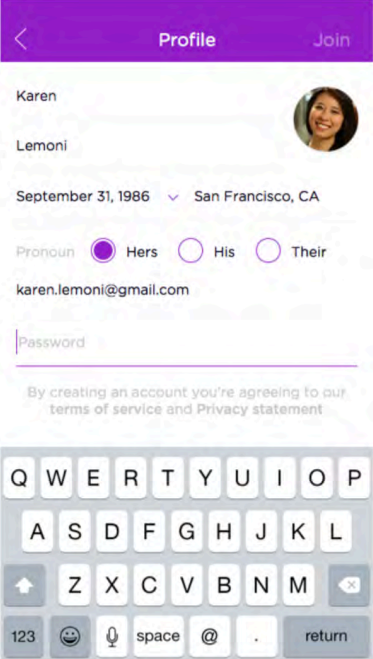 Profile Join
Karen
Lemoni
September 31, 1986 San Francisco, CA
Pronoun Hers His Their
karen.lemoni@gmail.com
Password
By creating an account you're agreeing to our
terms of service and Privacy statement
Q W E R T Y U I O P
A S D F G H J K L
Z X C V B N M
123 space @ . return